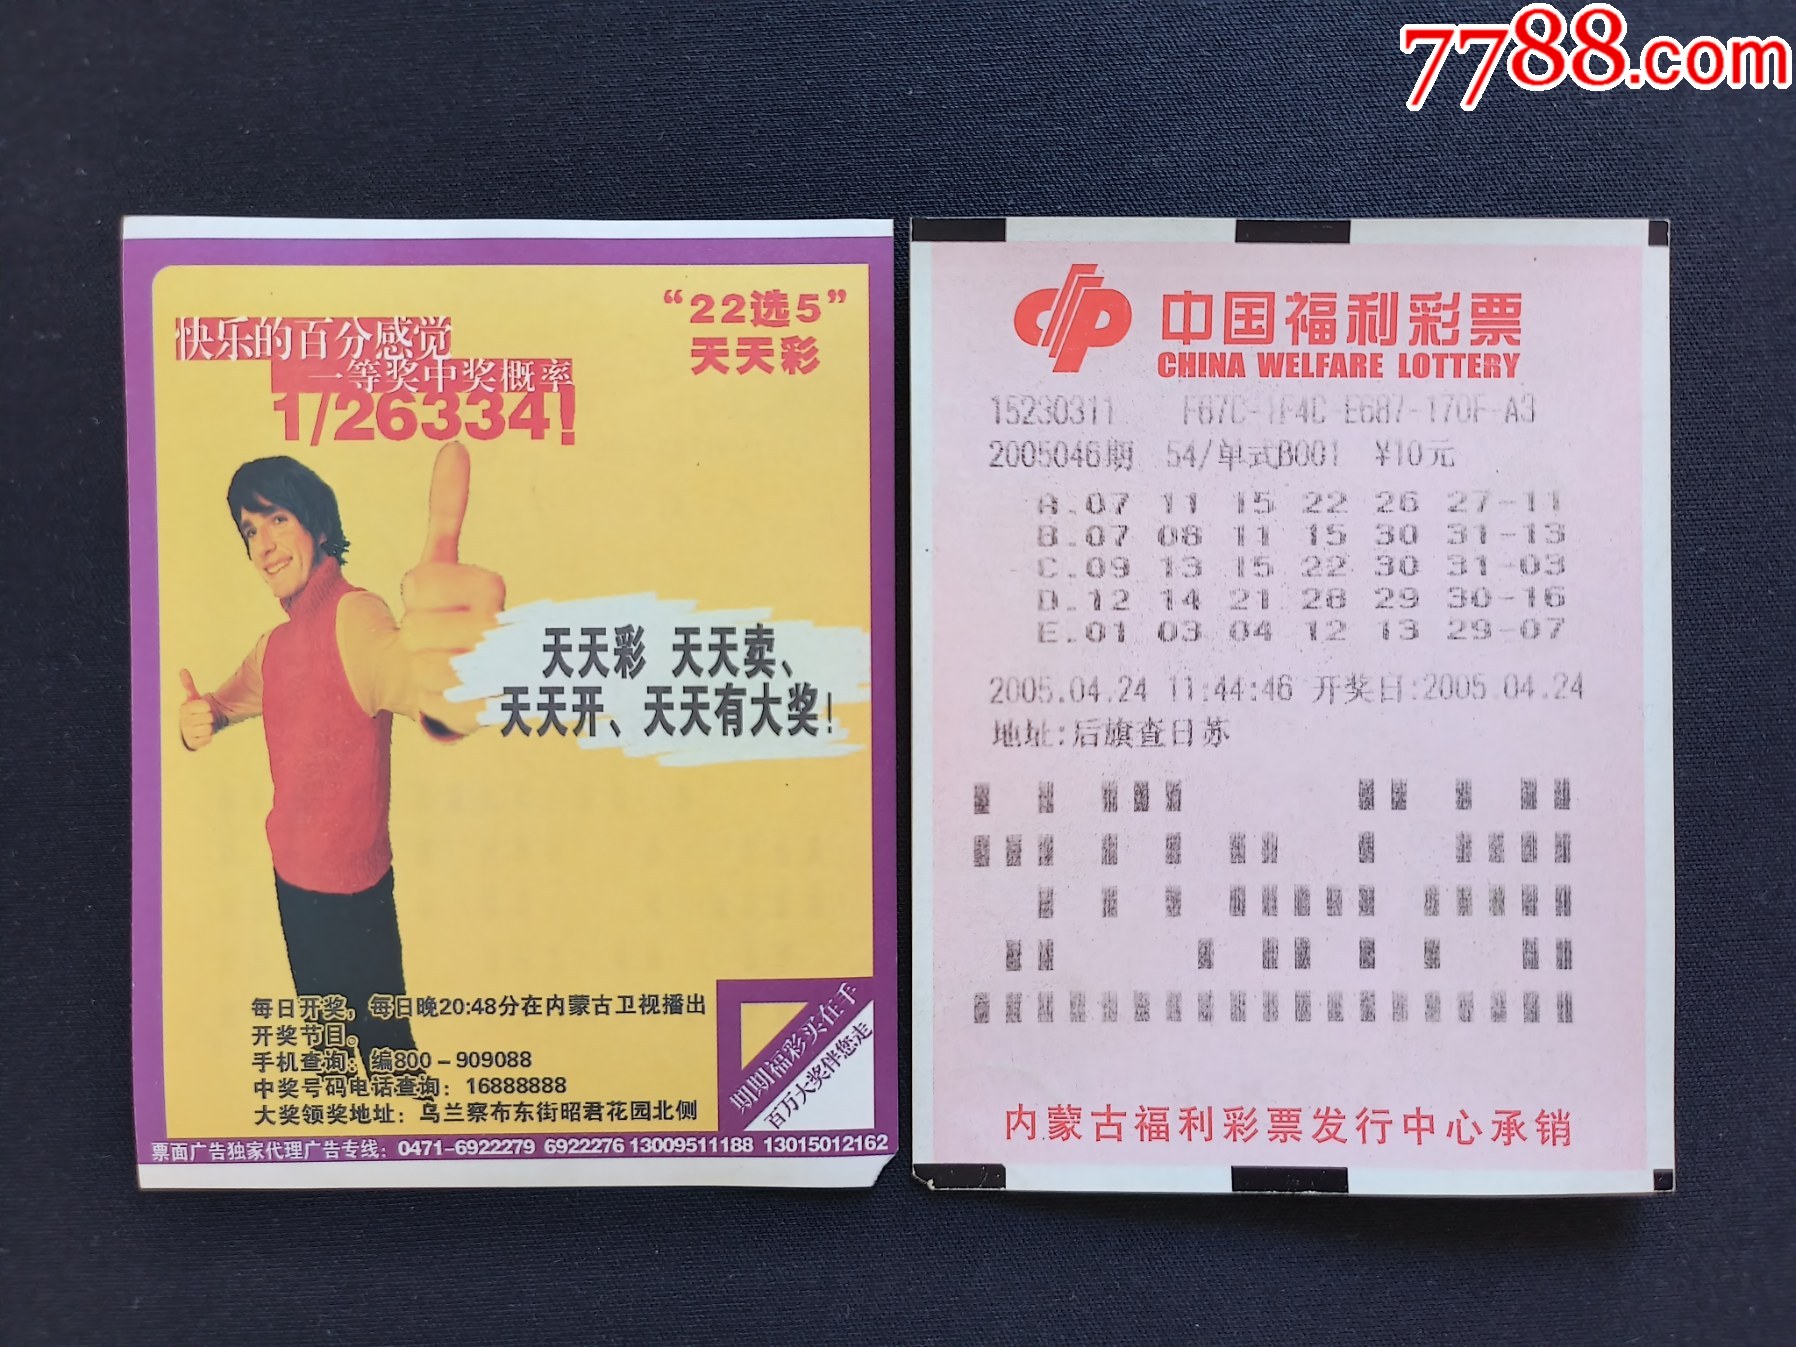 7788.com
“22选5”
天天彩
快乐的百分感觉
一等奖中奖概率
1/26334!
天天彩 天天卖、
天天开、天天有大奖!
每日开奖，每日晚20:48分在内蒙古卫视播出
开奖节目。
手机查询：编800－909088
中奖号码电话查询：16888888
大奖领奖地址：乌兰察布东街昭君花园北侧
期期福彩买在手
百万大奖伴您走
票面广告独家代理广告专线：0471-6922279 6922276 13009511188 13015012162
中国福利彩票
CHINA WELFARE LOTTERY
15230311 F67C-1F4C-E687-170F-A3
2005046期 54/单式B001 ¥10元
A.07 11 15 22 26 27-11
B.07 08 11 15 30 31-13
C.09 13 15 22 30 31-03
D.12 14 21 28 29 30-16
E.01 03 04 12 13 29-07
2005.04.24 11:44:46 开奖日:2005.04.24
地址:后旗查日苏
内蒙古福利彩票发行中心承销